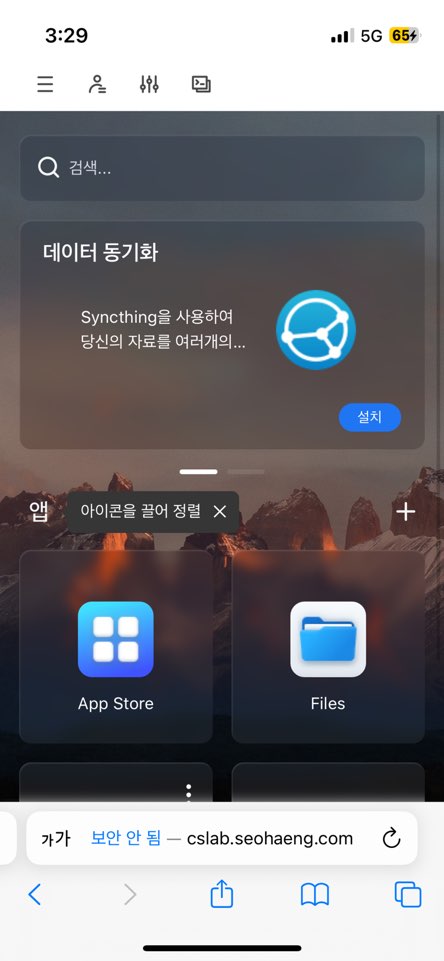 3:29
5G
65
검색...
데이터 동기화
Syncthing을 사용하여
당신의 자료를 여러개의...
설치
앱
아이콘을 끌어 정렬
App Store
Files
가가 보안 안 됨 — cslab.seohaeng.com